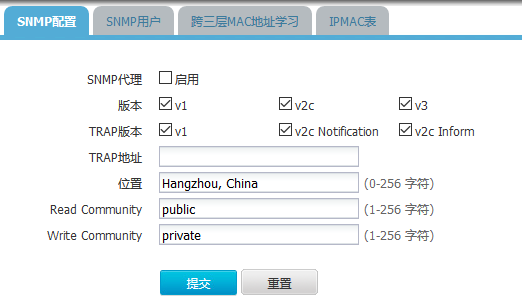 SNMP配置 SNMP用户 跨三层MAC地址学习 IPMAC表
SNMP代理 启用
版本 v1 v2c v3
TRAP版本 v1 v2c Notification v2c Inform
TRAP地址
位置 Hangzhou, China (0-256 字符)
Read Community public (1-256 字符)
Write Community private (1-256 字符)
提交 重置